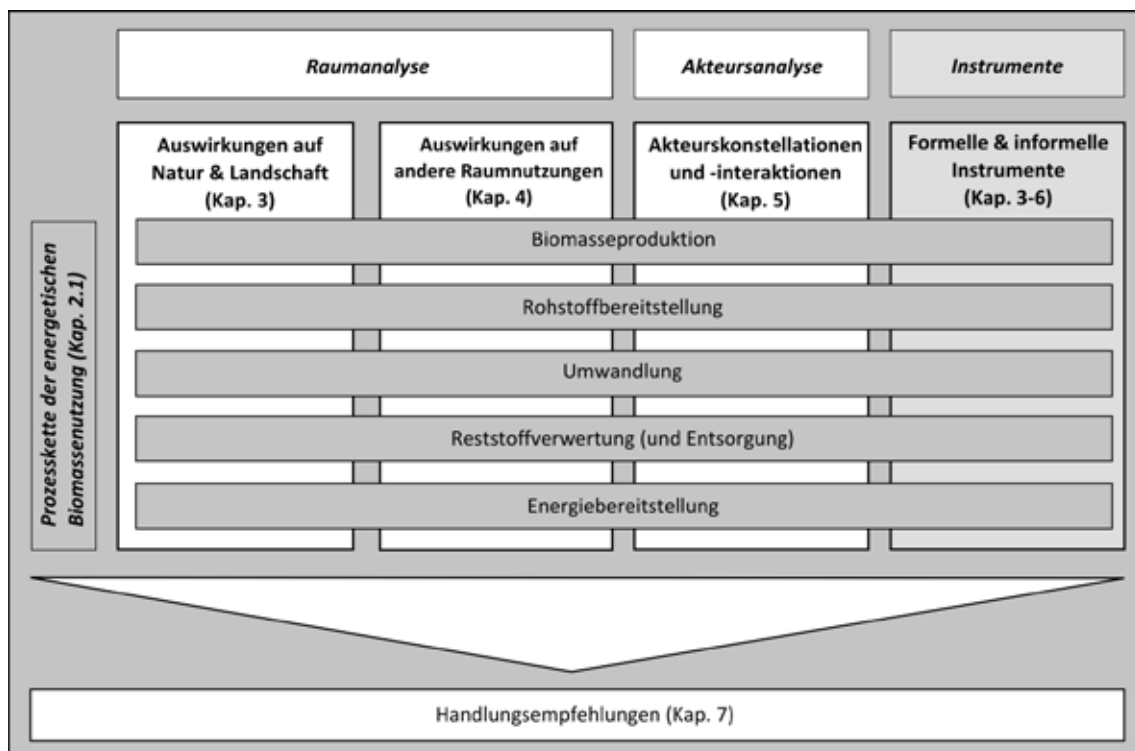 Raumanalyse
Akteursanalyse
Instrumente
Auswirkungen auf
Natur & Landschaft
(Kap. 3)
Auswirkungen auf
andere Raumnutzungen
(Kap. 4)
Akteurskonstellationen
und -interaktionen
(Kap. 5)
Formelle & informelle
Instrumente
(Kap. 3-6)
Prozesskette der energetischen
Biomassenutzung (Kap. 2.1)
Biomasseproduktion
Rohstoffbereitstellung
Umwandlung
Reststoffverwertung (und Entsorgung)
Energiebereitstellung
Handlungsempfehlungen (Kap. 7)